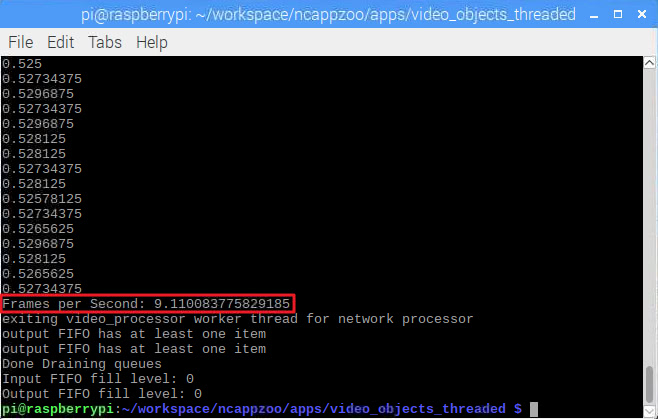 pi@raspberrypi: ~/workspace/ncappzoo/apps/video_objects_threaded
File Edit Tabs Help
0.525
0.52734375
0.5296875
0.52734375
0.5296875
0.528125
0.528125
0.52734375
0.528125
0.52578125
0.52734375
0.5265625
0.5296875
0.528125
0.5265625
0.52734375
Frames per Second: 9.110083775829185
exiting video_processor worker thread for network processor
output FIFO has at least one item
output FIFO has at least one item
Done Draining queues
Input FIFO fill level: 0
Output FIFO fill level: 0
pi@raspberrypi:~/workspace/ncappzoo/apps/video_objects_threaded $